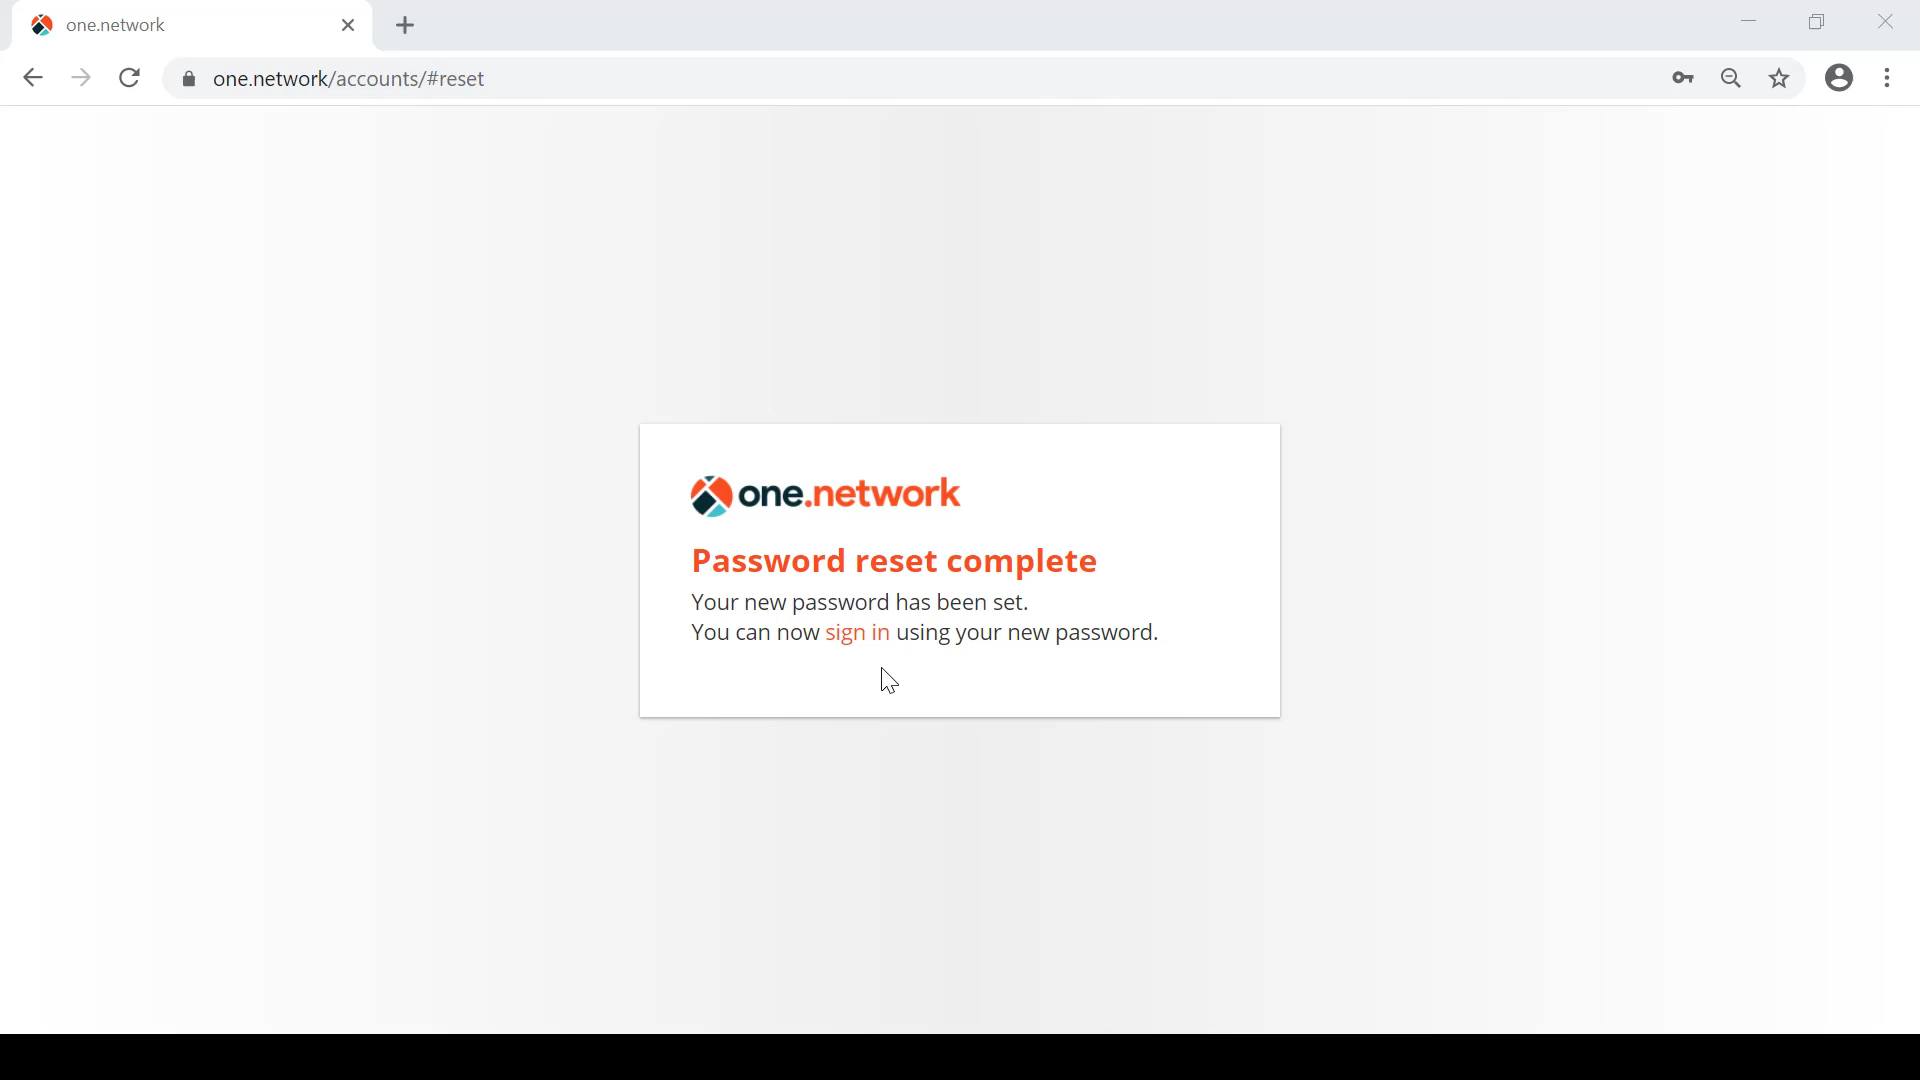 one.network
one.network/accounts/#reset
one.network
Password reset complete
Your new password has been set.
You can now sign in using your new password.